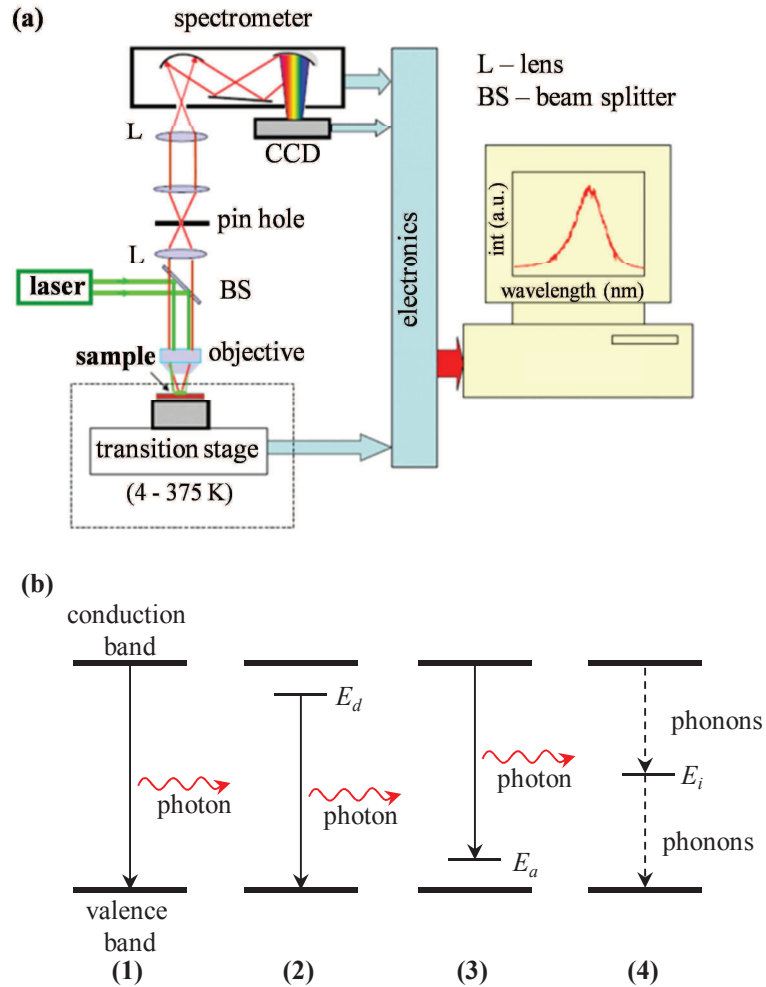 (a)
spectrometer
L – lens
BS – beam splitter
L
CCD
pin hole
L
BS
laser
objective
sample
transition stage
(4 - 375 K)
electronics
int (a.u.)
wavelength (nm)
(b)
conduction
band
E_d
phonons
photon
photon
photon
E_i
phonons
E_a
valence
band
(1)
(2)
(3)
(4)